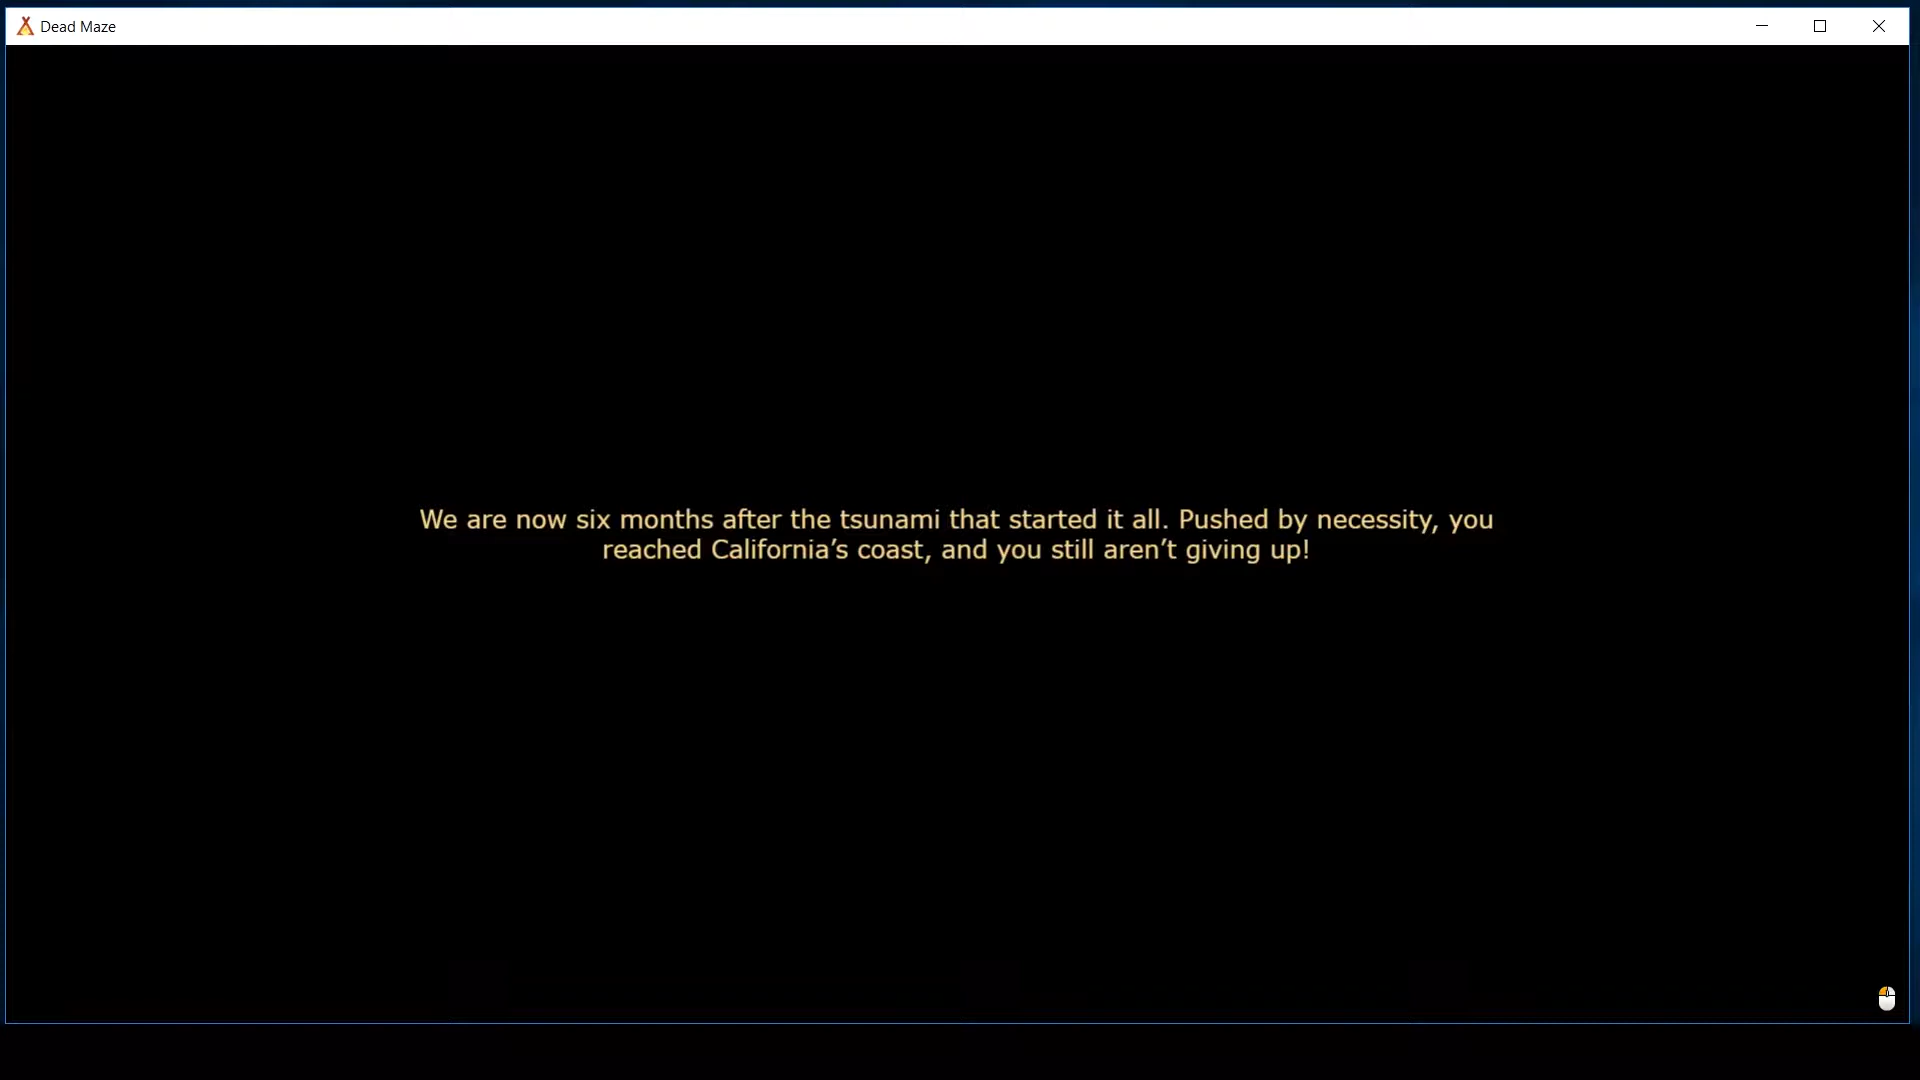 Dead Maze
We are now six months after the tsunami that started it all. Pushed by necessity, you
reached California’s coast, and you still aren’t giving up!